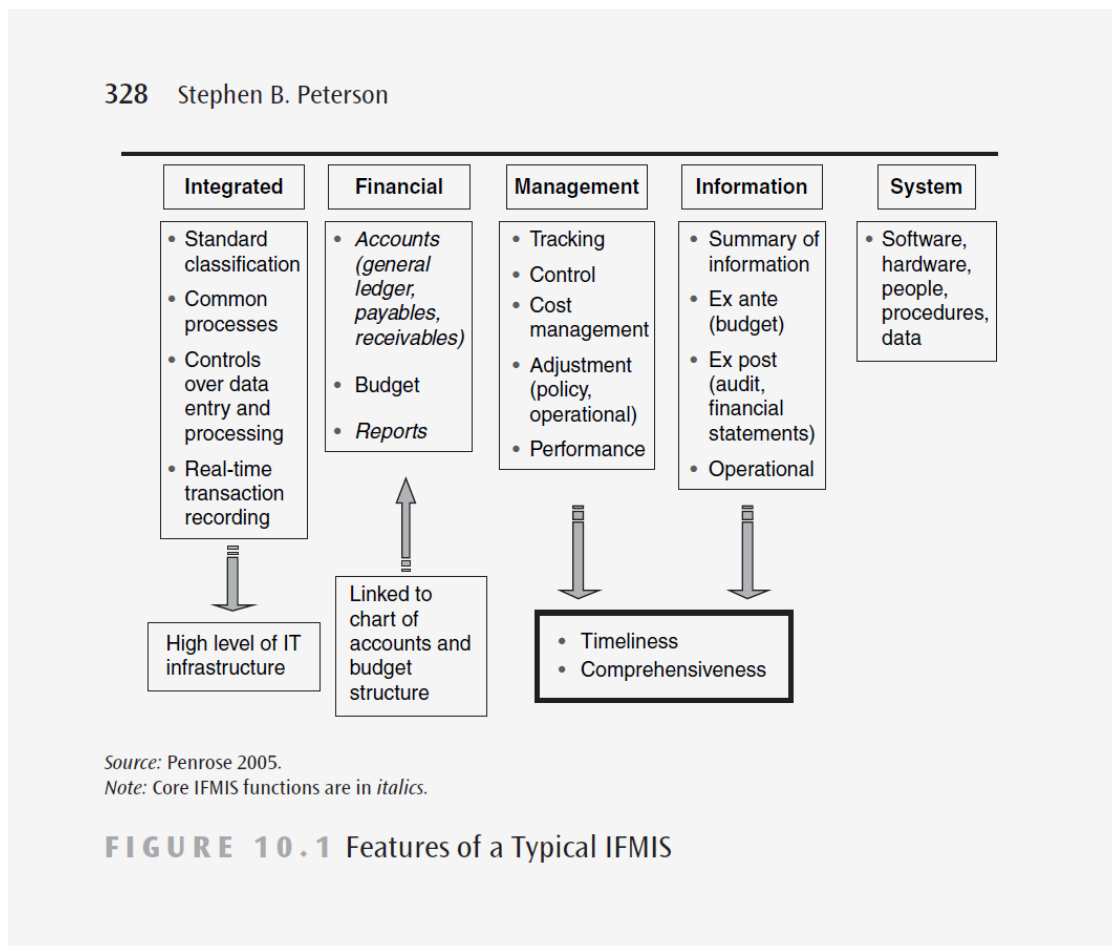 328 Stephen B. Peterson
Integrated
• Standard
classification
• Common
processes
• Controls
over data
entry and
processing
• Real-time
transaction
recording
High level of IT
infrastructure
Financial
• Accounts
(general
ledger,
payables,
receivables)
• Budget
• Reports
Linked to
chart of
accounts and
budget
structure
Management
• Tracking
• Control
• Cost
management
• Adjustment
(policy,
operational)
• Performance
Information
• Summary of
information
• Ex ante
(budget)
• Ex post
(audit,
financial
statements)
• Operational
• Timeliness
• Comprehensiveness
System
• Software,
hardware,
people,
procedures,
data
Source: Penrose 2005.
Note: Core IFMIS functions are in italics.
FIGURE 10.1 Features of a Typical IFMIS